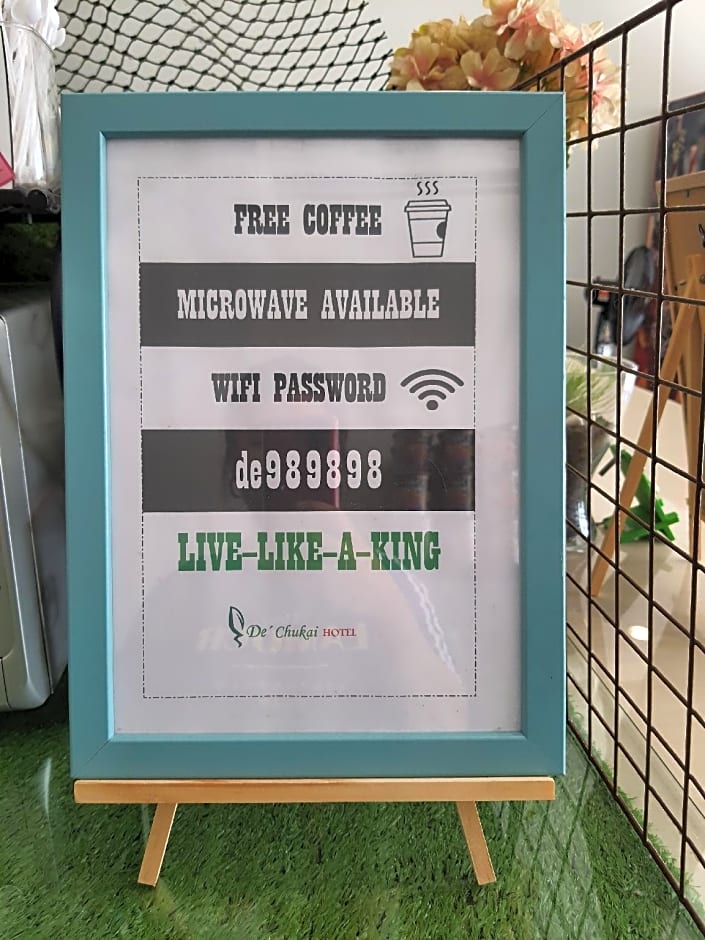 FREE COFFEE
MICROWAVE AVAILABLE
WIFI PASSWORD
de989898
LIVE-LIKE-A-KING
De' Chukai HOTEL